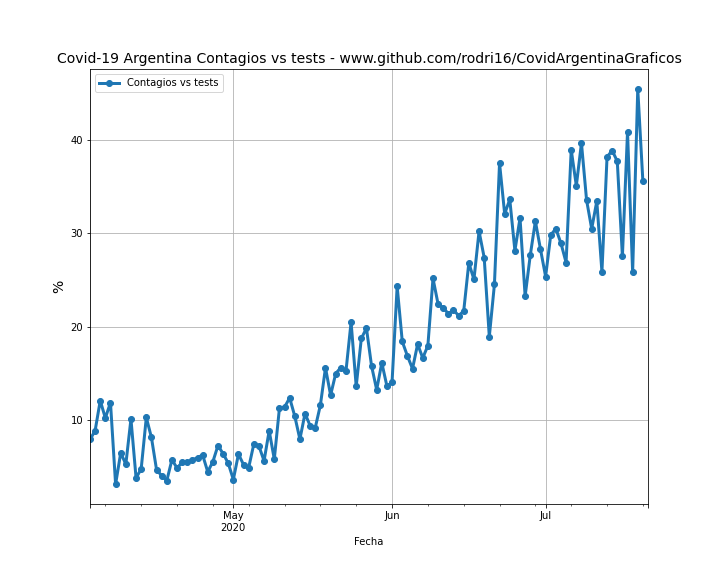 Covid-19 Argentina Contagios vs tests - www.github.com/rodri16/CovidArgentinaGraficos
Contagios vs tests
40
30
20
10
%
May
2020
Jun
Jul
Fecha